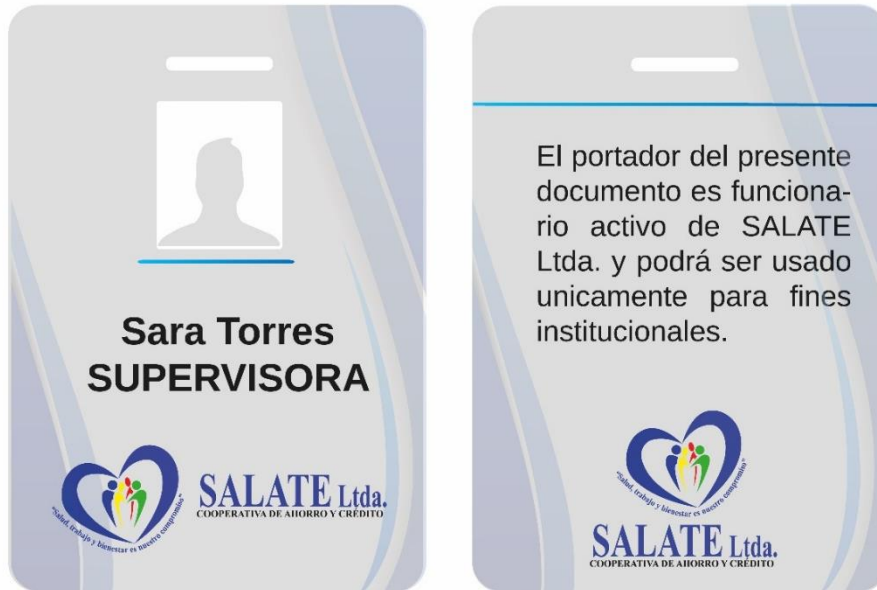 Sara Torres
SUPERVISORA
"Salud, trabajo y bienestar es nuestro compromiso"
SALATE Ltda.
COOPERATIVA DE AHORRO Y CRÉDITO
El portador del presente
documento es funciona-
rio activo de SALATE
Ltda. y podrá ser usado
unicamente para fines
institucionales.
"Salud, trabajo y bienestar es nuestro compromiso"
SALATE Ltda.
COOPERATIVA DE AHORRO Y CRÉDITO